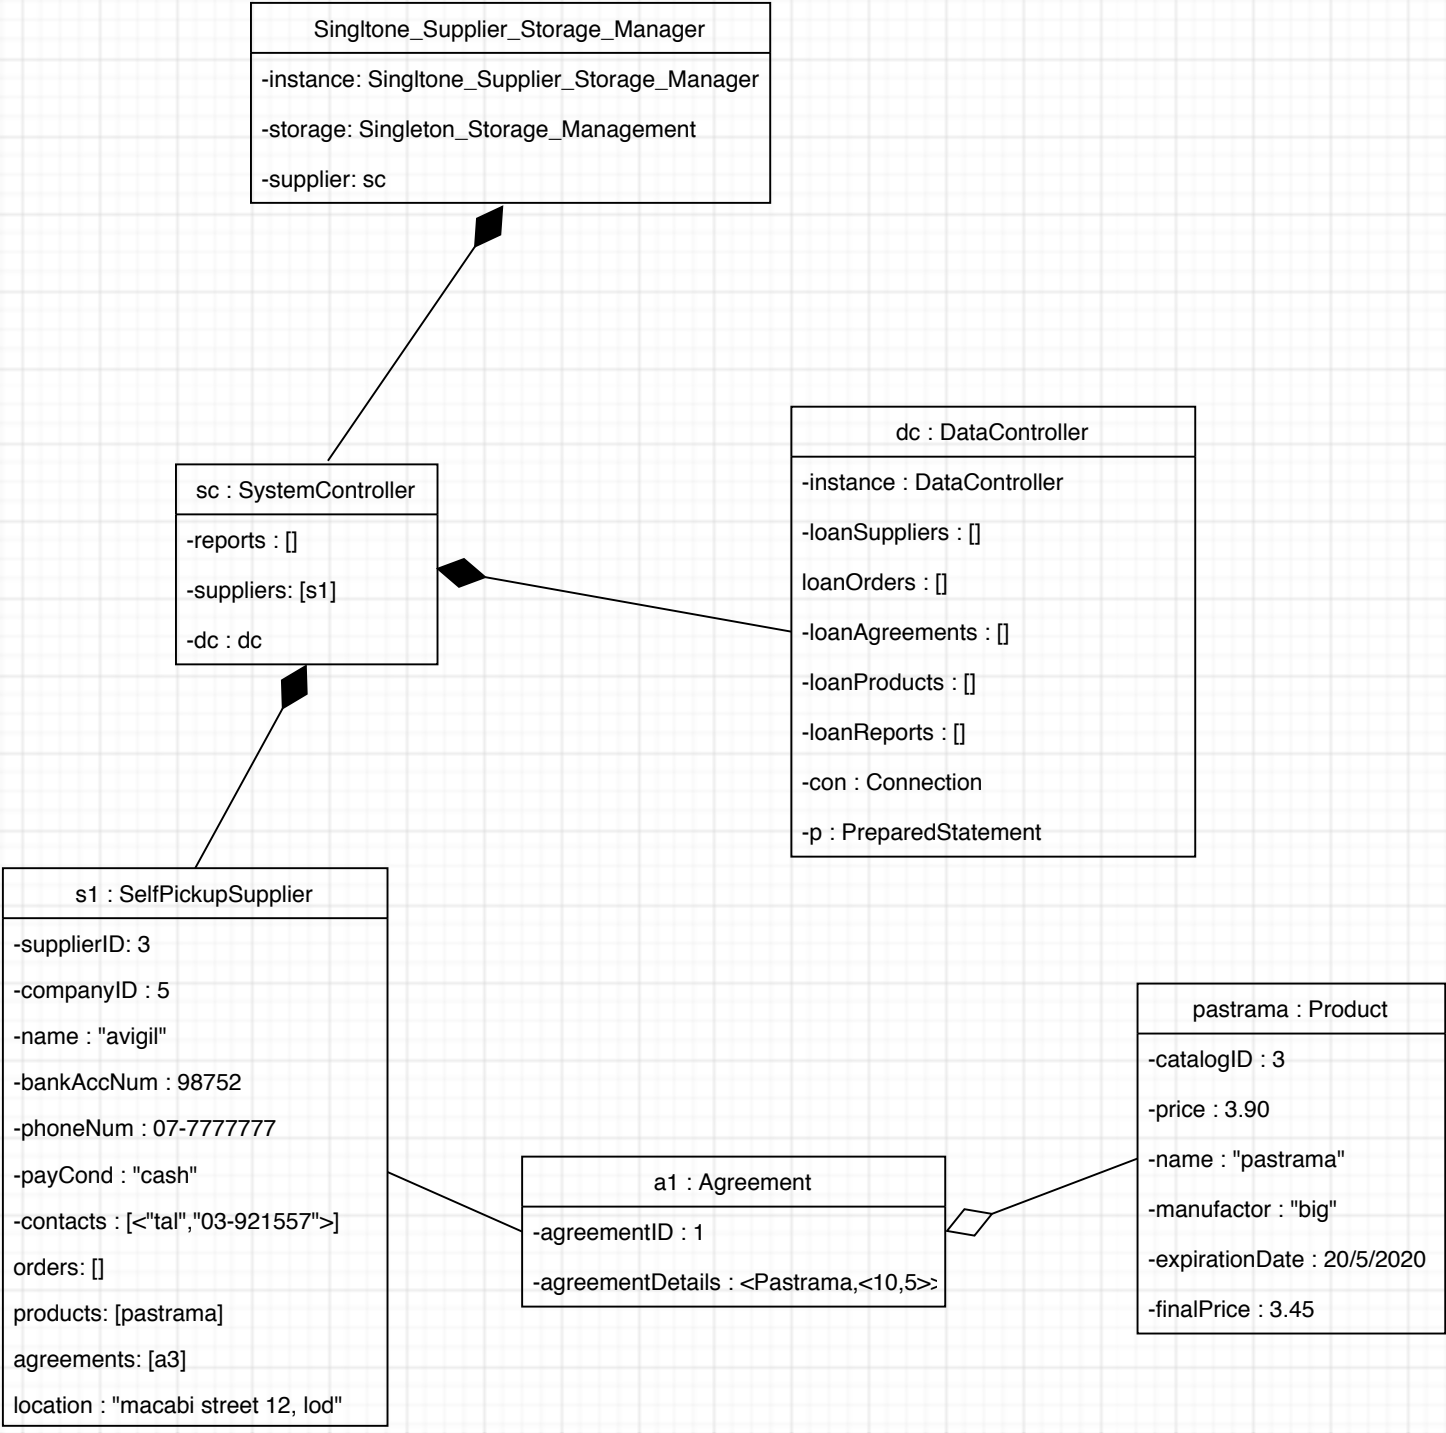 Singltone_Supplier_Storage_Manager
-instance: Singltone_Supplier_Storage_Manager
-storage: Singleton_Storage_Management
-supplier: sc
dc : DataController
-instance : DataController
-loanSuppliers : []
loanOrders : []
-loanAgreements : []
-loanProducts : []
-loanReports : []
-con : Connection
-p : PreparedStatement
sc : SystemController
-reports : []
-suppliers: [s1]
-dc : dc
s1 : SelfPickupSupplier
-supplierID: 3
-companyID : 5
-name : "avigil"
-bankAccNum : 98752
-phoneNum : 07-7777777
-payCond : "cash"
-contacts : [<"tal","03-921557">]
orders: []
products: [pastrama]
agreements: [a3]
location : "macabi street 12, lod"
a1 : Agreement
-agreementID : 1
-agreementDetails : <Pastrama,<10,5>>
pastrama : Product
-catalogID : 3
-price : 3.90
-name : "pastrama"
-manufactor : "big"
-expirationDate : 20/5/2020
-finalPrice : 3.45